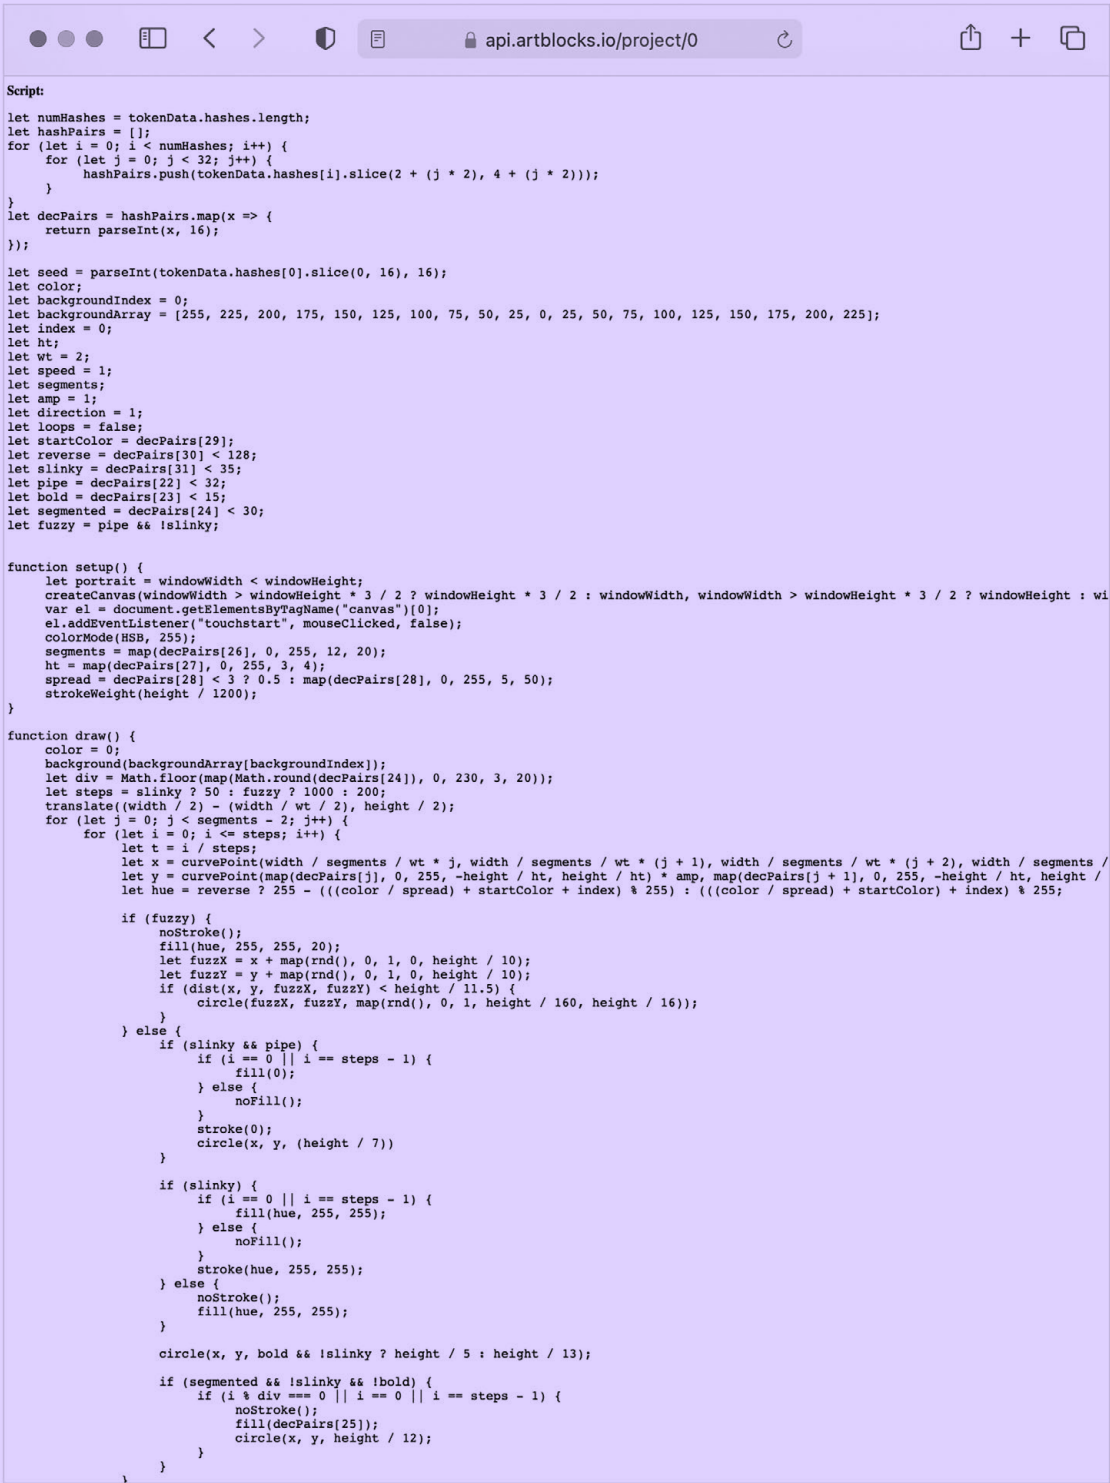 api.artblocks.io/project/0
Script:
let numHashes = tokenData.hashes.length;
let hashPairs = [];
for (let i = 0; i < numHashes; i++) {
     for (let j = 0; j < 32; j++) {
          hashPairs.push(tokenData.hashes[i].slice(2 + (j * 2), 4 + (j * 2)));
     }
}
let decPairs = hashPairs.map(x => {
     return parseInt(x, 16);
});
let seed = parseInt(tokenData.hashes[0].slice(0, 16), 16);
let color;
let backgroundIndex = 0;
let backgroundArray = [255, 225, 200, 175, 150, 125, 100, 75, 50, 25, 0, 25, 50, 75, 100, 125, 150, 175, 200, 225];
let index = 0;
let ht;
let wt = 2;
let speed = 1;
let segments;
let amp = 1;
let direction = 1;
let loops = false;
let startColor = decPairs[29];
let reverse = decPairs[30] < 128;
let slinky = decPairs[31] < 35;
let pipe = decPairs[22] < 32;
let bold = decPairs[23] < 15;
let segmented = decPairs[24] < 30;
let fuzzy = pipe && !slinky;
function setup() {
     let portrait = windowWidth < windowHeight;
     createCanvas(windowWidth > windowHeight * 3 / 2 ? windowHeight * 3 / 2 : windowWidth, windowWidth > windowHeight * 3 / 2 ? windowHeight : wi
     var el = document.getElementsByTagName("canvas")[0];
     el.addEventListener("touchstart", mouseClicked, false);
     colorMode(HSB, 255);
     segments = map(decPairs[26], 0, 255, 12, 20);
     ht = map(decPairs[27], 0, 255, 3, 4);
     spread = decPairs[28] < 3 ? 0.5 : map(decPairs[28], 0, 255, 5, 50);
     strokeWeight(height / 1200);
}
function draw() {
     color = 0;
     background(backgroundArray[backgroundIndex]);
     let div = Math.floor(map(Math.round(decPairs[24]), 0, 230, 3, 20));
     let steps = slinky ? 50 : fuzzy ? 1000 : 200;
     translate((width / 2) - (width / wt / 2), height / 2);
     for (let j = 0; j < segments - 2; j++) {
          for (let i = 0; i <= steps; i++) {
               let t = i / steps;
               let x = curvePoint(width / segments / wt * j, width / segments / wt * (j + 1), width / segments / wt * (j + 2), width / segments /
               let y = curvePoint(map(decPairs[j], 0, 255, -height / ht, height / ht) * amp, map(decPairs[j + 1], 0, 255, -height / ht, height /
               let hue = reverse ? 255 - (((color / spread) + startColor + index) % 255) : (((color / spread) + startColor) + index) % 255;
               if (fuzzy) {
                    noStroke();
                    fill(hue, 255, 255, 20);
                    let fuzzX = x + map(rnd(), 0, 1, 0, height / 10);
                    let fuzzY = y + map(rnd(), 0, 1, 0, height / 10);
                    if (dist(x, y, fuzzX, fuzzY) < height / 11.5) {
                         circle(fuzzX, fuzzY, map(rnd(), 0, 1, height / 160, height / 16));
                    }
               } else {
                    if (slinky && pipe) {
                         if (i == 0 || i == steps - 1) {
                              fill(0);
                         } else {
                              noFill();
                         }
                         stroke(0);
                         circle(x, y, (height / 7))
                    }
                    if (slinky) {
                         if (i == 0 || i == steps - 1) {
                              fill(hue, 255, 255);
                         } else {
                              noFill();
                         }
                         stroke(hue, 255, 255);
                    } else {
                         noStroke();
                         fill(hue, 255, 255);
                    }
                    circle(x, y, bold && !slinky ? height / 5 : height / 13);
                    if (segmented && !slinky && !bold) {
                         if (i % div === 0 || i == 0 || i == steps - 1) {
                              noStroke();
                              fill(decPairs[25]);
                              circle(x, y, height / 12);
                         }
                    }
               }